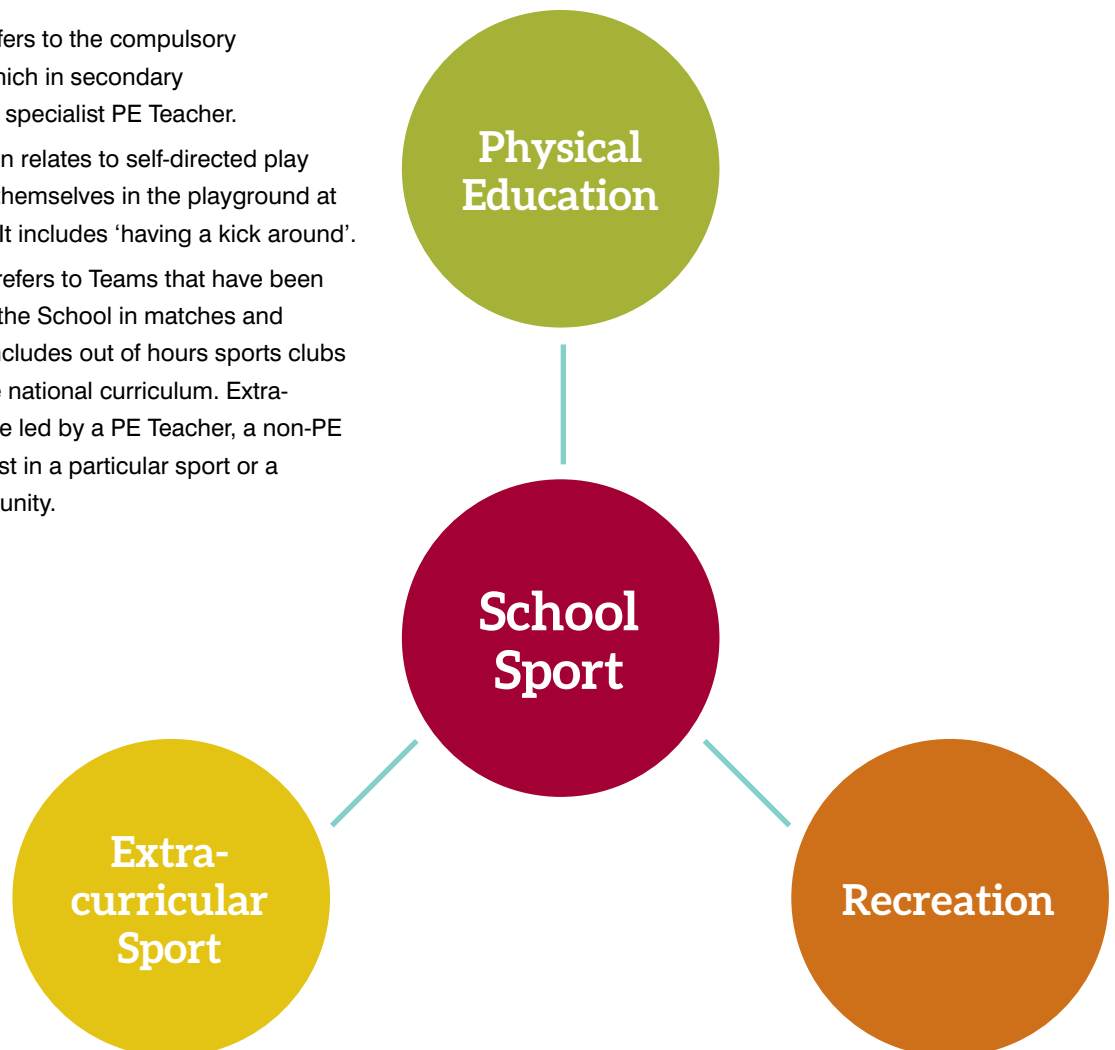 fers to the compulsory
hich in secondary
specialist PE Teacher.
n relates to self-directed play
themselves in the playground at
It includes ‘having a kick around’.
refers to Teams that have been
the School in matches and
ncludes out of hours sports clubs
e national curriculum. Extra-
e led by a PE Teacher, a non-PE
st in a particular sport or a
unity.
Physical
Education
School
Sport
Extra-
curricular
Sport
Recreation